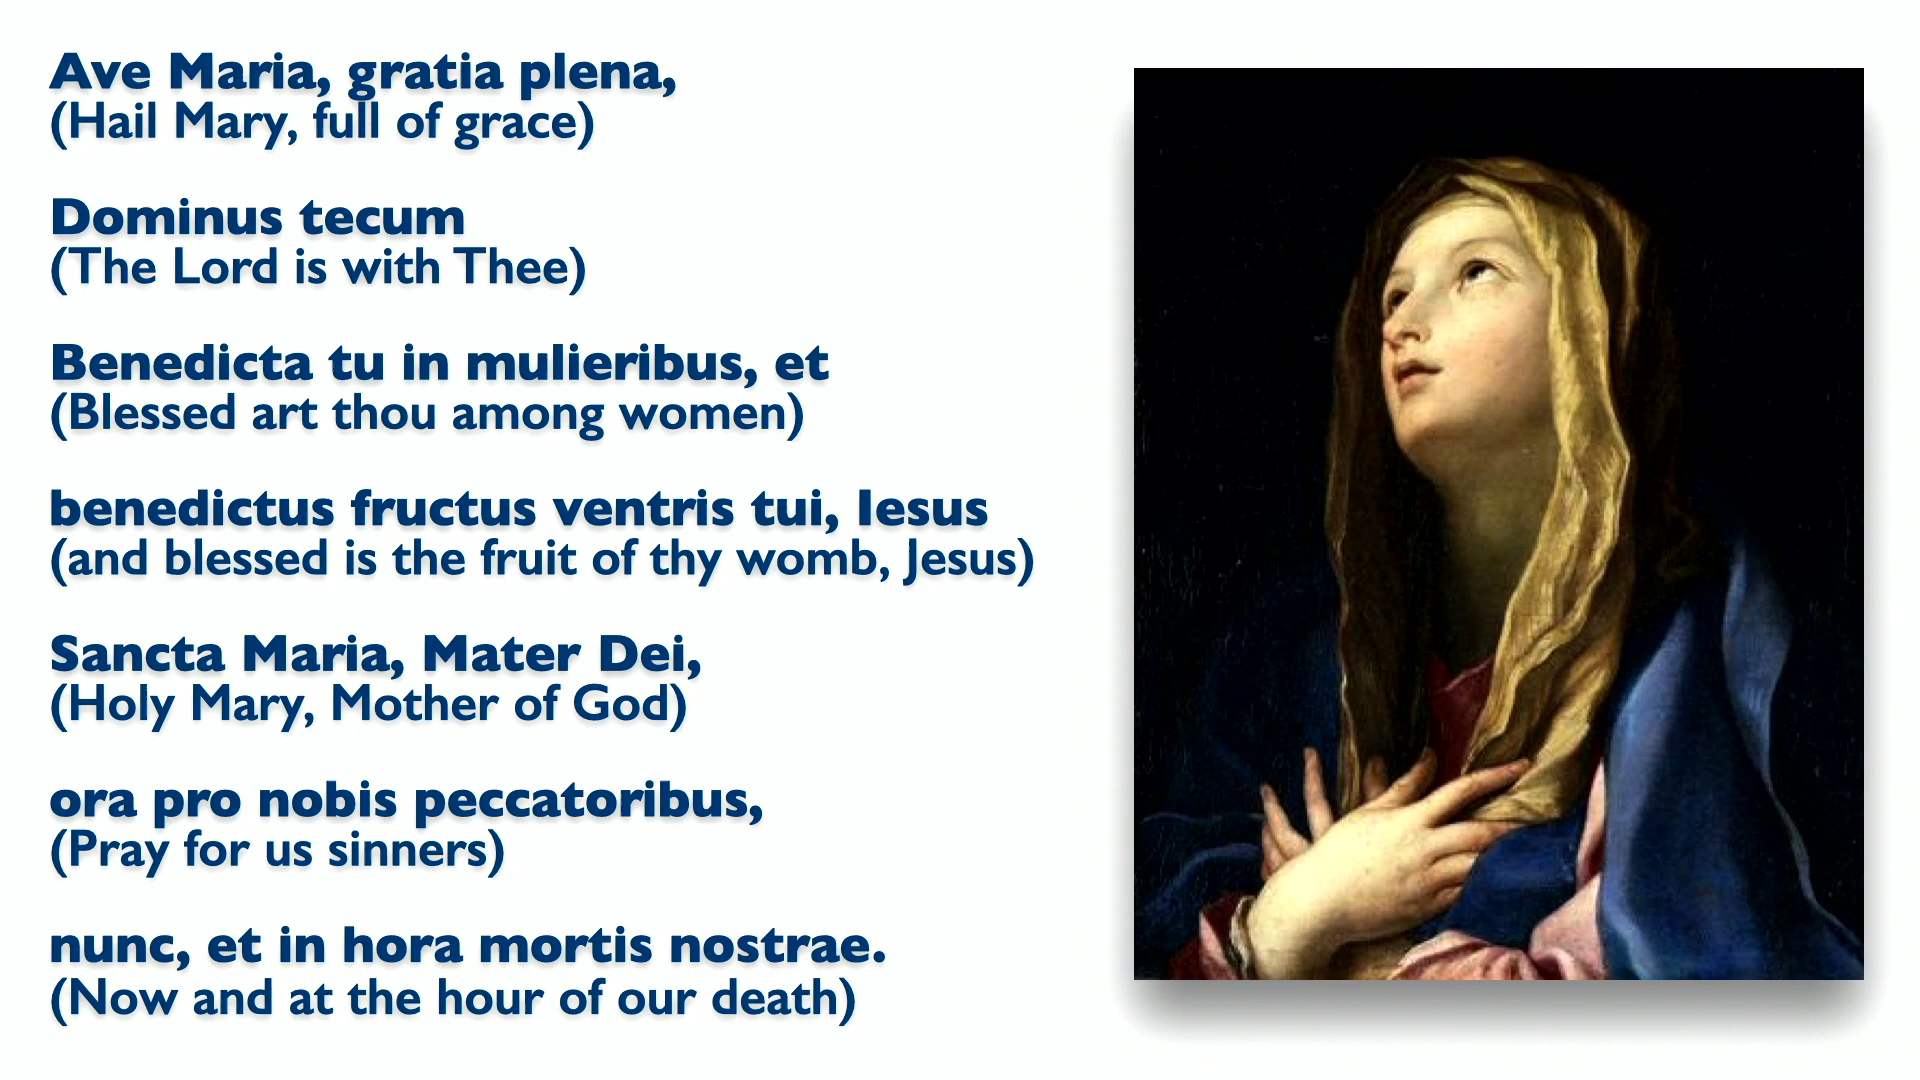 Ave Maria, gratia plena,
(Hail Mary, full of grace)
Dominus tecum
(The Lord is with Thee)
Benedicta tu in mulieribus, et
(Blessed art thou among women)
benedictus fructus ventris tui, Iesus
(and blessed is the fruit of thy womb, Jesus)
Sancta Maria, Mater Dei,
(Holy Mary, Mother of God)
ora pro nobis peccatoribus,
(Pray for us sinners)
nunc, et in hora mortis nostrae.
(Now and at the hour of our death)